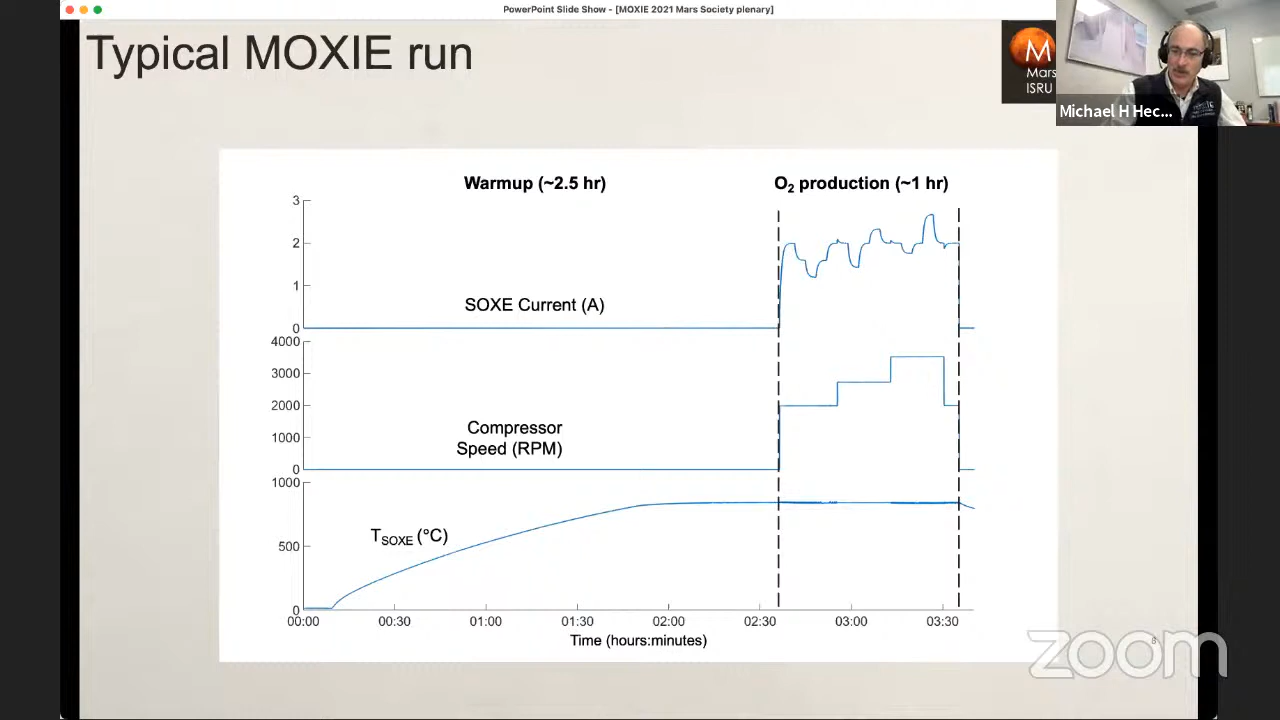 PowerPoint Slide Show - [MOXIE 2021 Mars Society plenary]
Typical MOXIE run
M
Mars
ISRU
Michael H Hec...
Warmup (~2.5 hr)
O₂ production (~1 hr)
3
2
1
0
SOXE Current (A)
4000
3000
2000
1000
0
Compressor
Speed (RPM)
1000
500
0
T_SOXE (°C)
00:00 00:30 01:00 01:30 02:00 02:30 03:00 03:30
Time (hours:minutes)
8
zoom